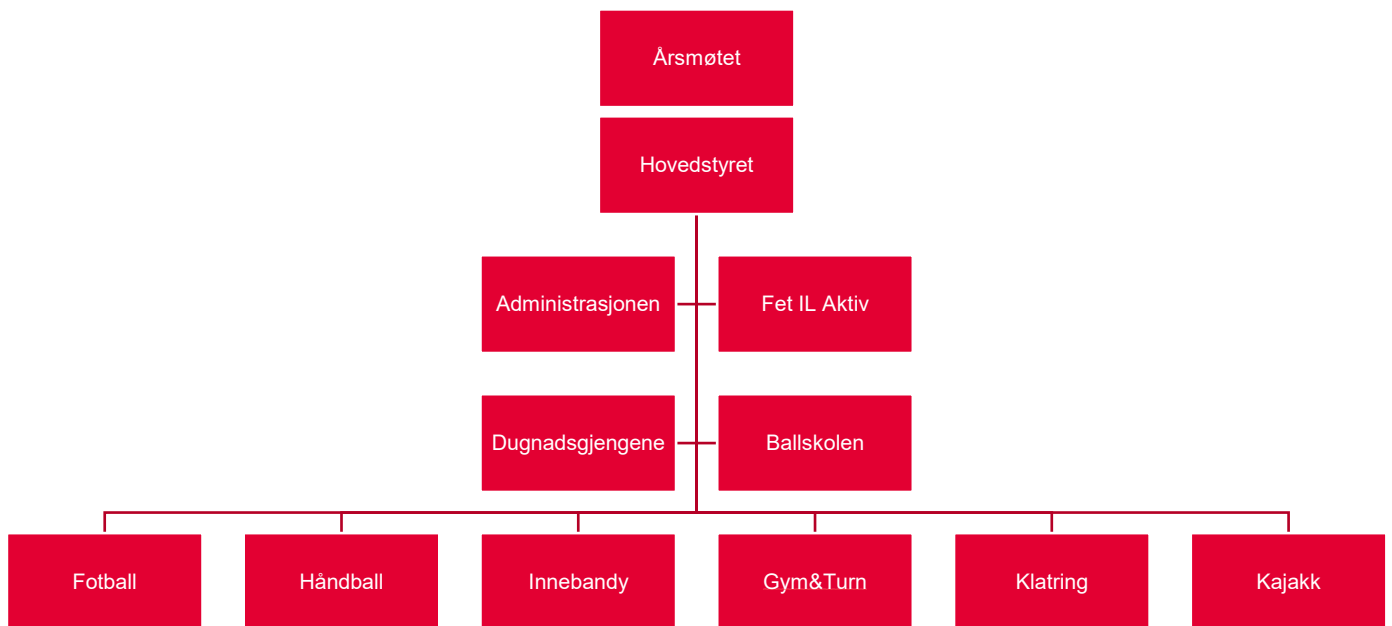 Årsmøtet
Hovedstyret
Administrasjonen
Fet IL Aktiv
Dugnadsgjengene
Ballskolen
Fotball
Håndball
Innebandy
Gym&Turn
Klatring
Kajakk